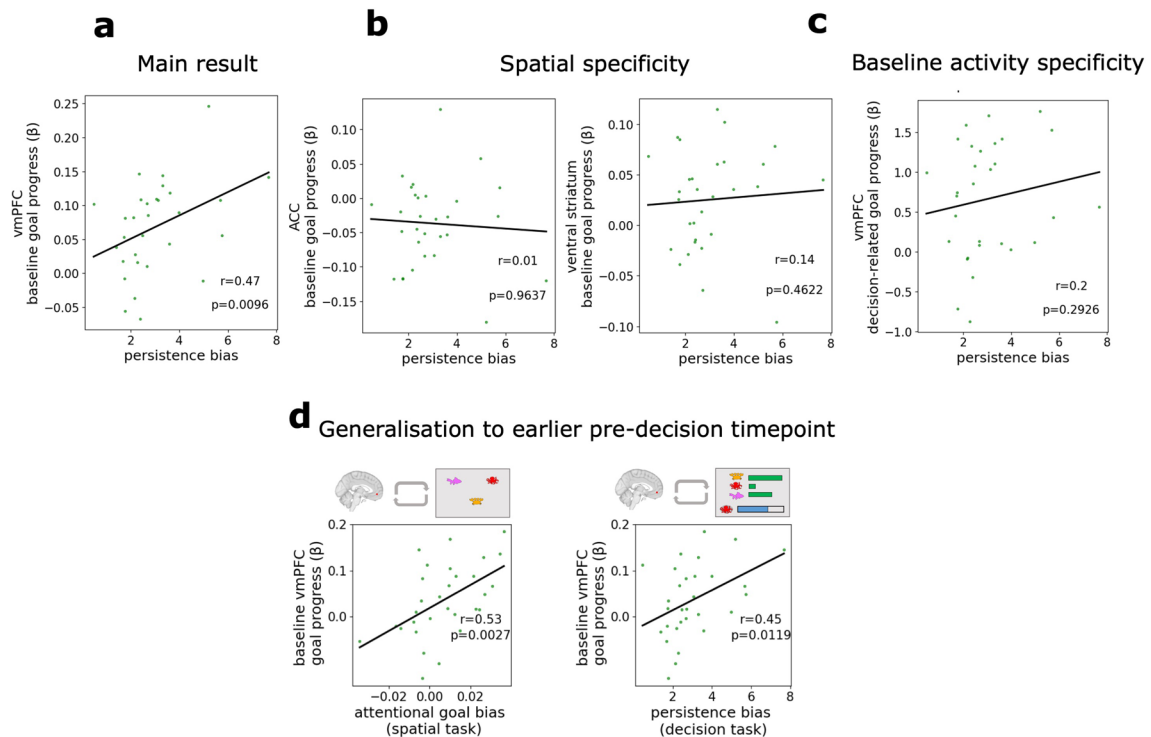 a
Main result
vmPFC
baseline goal progress (β)
0.25
0.20
0.15
0.10
0.05
0.00
−0.05
r=0.47
p=0.0096
2
4
6
8
persistence bias
b
Spatial specificity
ACC
baseline goal progress (β)
0.10
0.05
0.00
−0.05
−0.10
−0.15
r=0.01
p=0.9637
2
4
6
8
persistence bias
ventral striatum
baseline goal progress (β)
0.10
0.05
0.00
−0.05
−0.10
r=0.14
p=0.4622
2
4
6
8
persistence bias
c
Baseline activity specificity
vmPFC
decision-related goal progress (β)
1.5
1.0
0.5
0.0
−0.5
−1.0
r=0.2
p=0.2926
2
4
6
8
persistence bias
d
Generalisation to earlier pre-decision timepoint
baseline vmPFC
goal progress (β)
0.2
0.1
0.0
r=0.53
p=0.0027
−0.02
0.00
0.02
attentional goal bias
(spatial task)
baseline vmPFC
goal progress (β)
0.2
0.1
0.0
r=0.45
p=0.0119
2
4
6
8
persistence bias
(decision task)